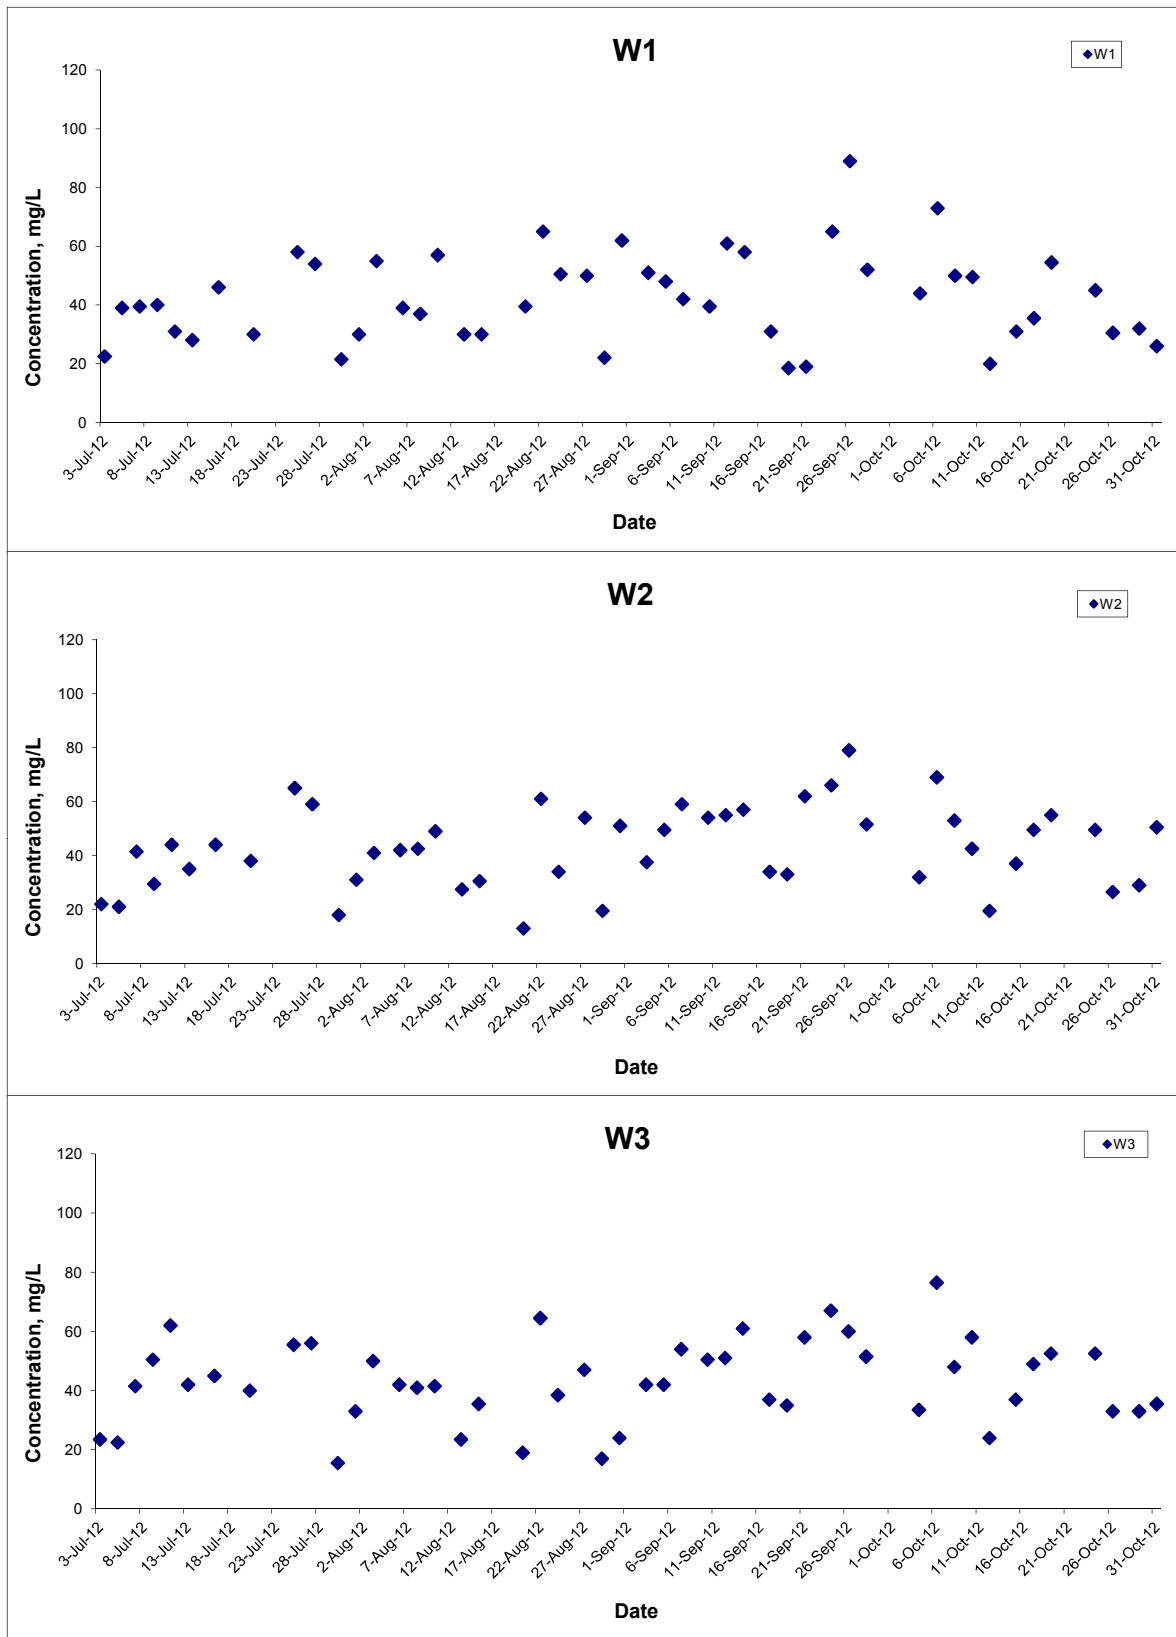 W1
W1
120
100
80
60
40
20
0
Concentration, mg/L
3-Jul-12 8-Jul-12 13-Jul-12 18-Jul-12 23-Jul-12 28-Jul-12 2-Aug-12 7-Aug-12 12-Aug-12 17-Aug-12 22-Aug-12 27-Aug-12 1-Sep-12 6-Sep-12 11-Sep-12 16-Sep-12 21-Sep-12 26-Sep-12 1-Oct-12 6-Oct-12 11-Oct-12 16-Oct-12 21-Oct-12 26-Oct-12 31-Oct-12
Date
W2
W2
120
100
80
60
40
20
0
Concentration, mg/L
3-Jul-12 8-Jul-12 13-Jul-12 18-Jul-12 23-Jul-12 28-Jul-12 2-Aug-12 7-Aug-12 12-Aug-12 17-Aug-12 22-Aug-12 27-Aug-12 1-Sep-12 6-Sep-12 11-Sep-12 16-Sep-12 21-Sep-12 26-Sep-12 1-Oct-12 6-Oct-12 11-Oct-12 16-Oct-12 21-Oct-12 26-Oct-12 31-Oct-12
Date
W3
W3
120
100
80
60
40
20
0
Concentration, mg/L
3-Jul-12 8-Jul-12 13-Jul-12 18-Jul-12 23-Jul-12 28-Jul-12 2-Aug-12 7-Aug-12 12-Aug-12 17-Aug-12 22-Aug-12 27-Aug-12 1-Sep-12 6-Sep-12 11-Sep-12 16-Sep-12 21-Sep-12 26-Sep-12 1-Oct-12 6-Oct-12 11-Oct-12 16-Oct-12 21-Oct-12 26-Oct-12 31-Oct-12
Date